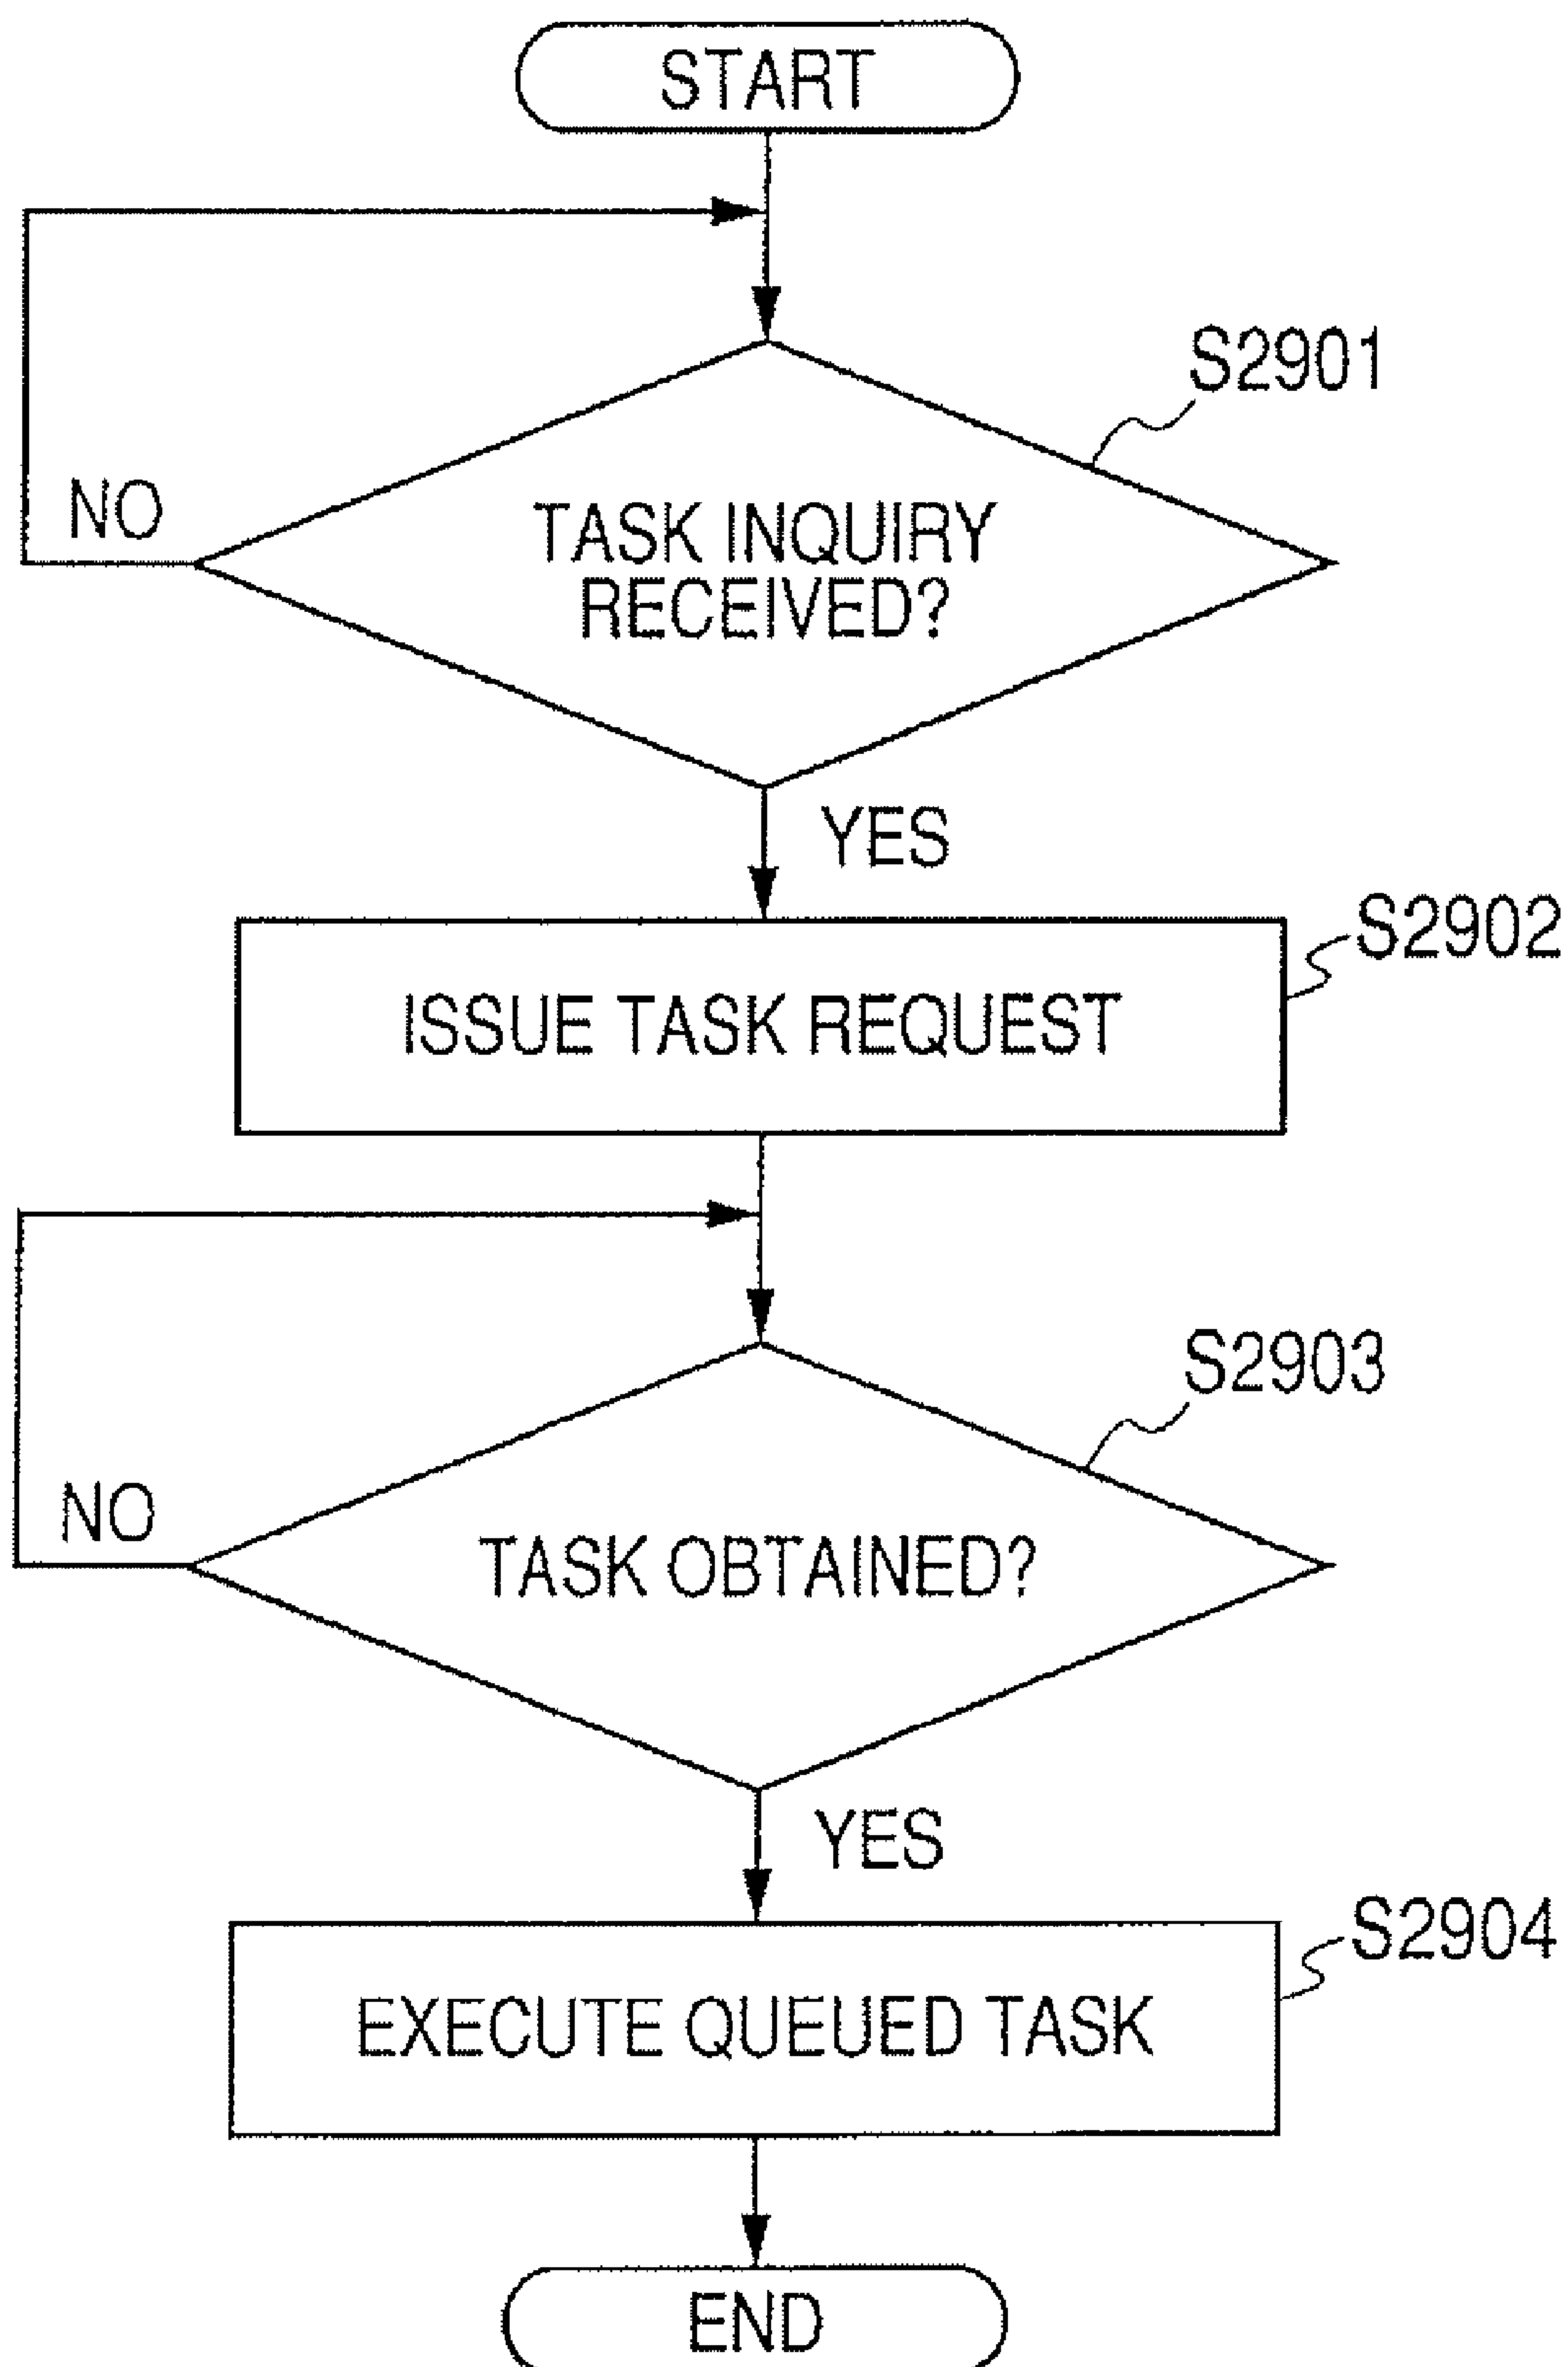 START
S2901
NO
TASK INQUIRY
RECEIVED?
YES
S2902
ISSUE TASK REQUEST
S2903
NO
TASK OBTAINED?
YES
S2904
EXECUTE QUEUED TASK
END